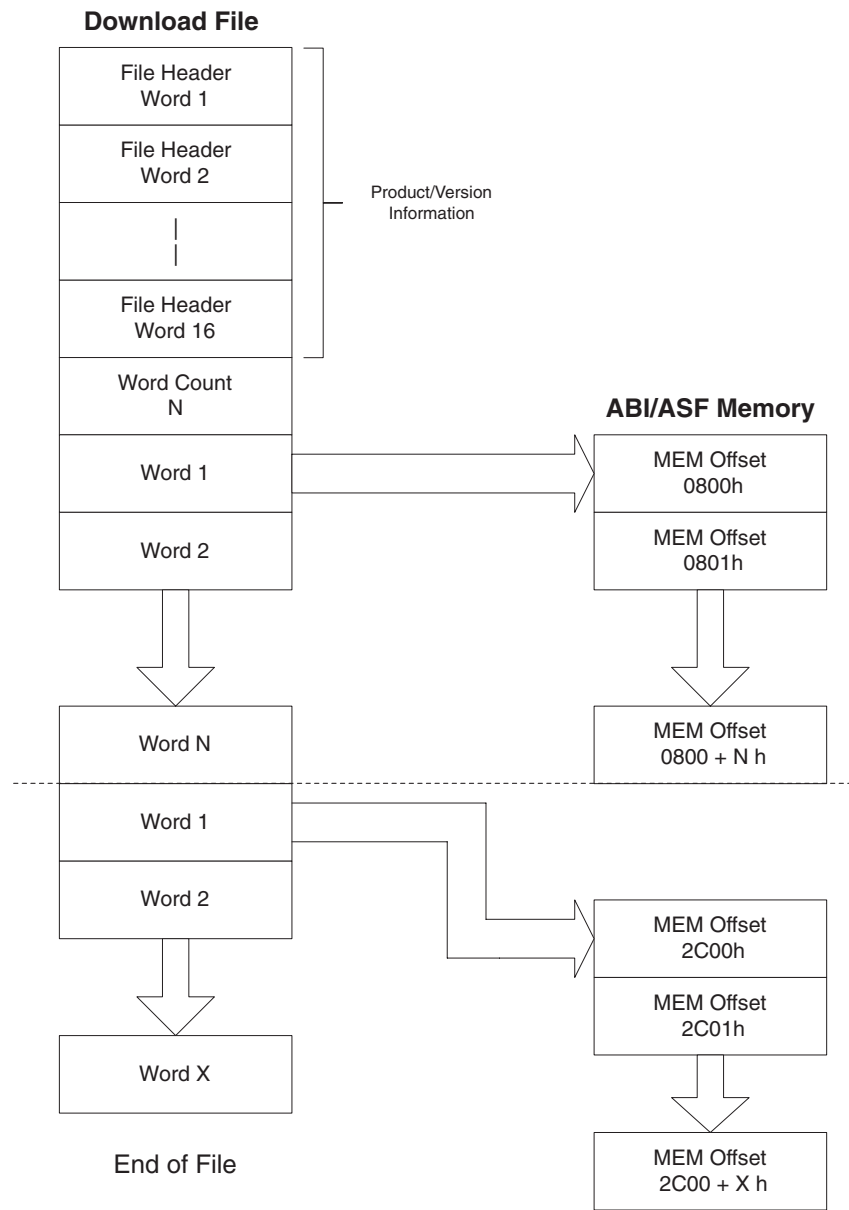 Download File
File Header
Word 1
File Header
Word 2
Product/Version
Information
File Header
Word 16
Word Count
N
ABI/ASF Memory
Word 1
MEM Offset
0800h
Word 2
MEM Offset
0801h
Word N
MEM Offset
0800 + N h
Word 1
Word 2
MEM Offset
2C00h
MEM Offset
2C01h
Word X
End of File
MEM Offset
2C00 + X h